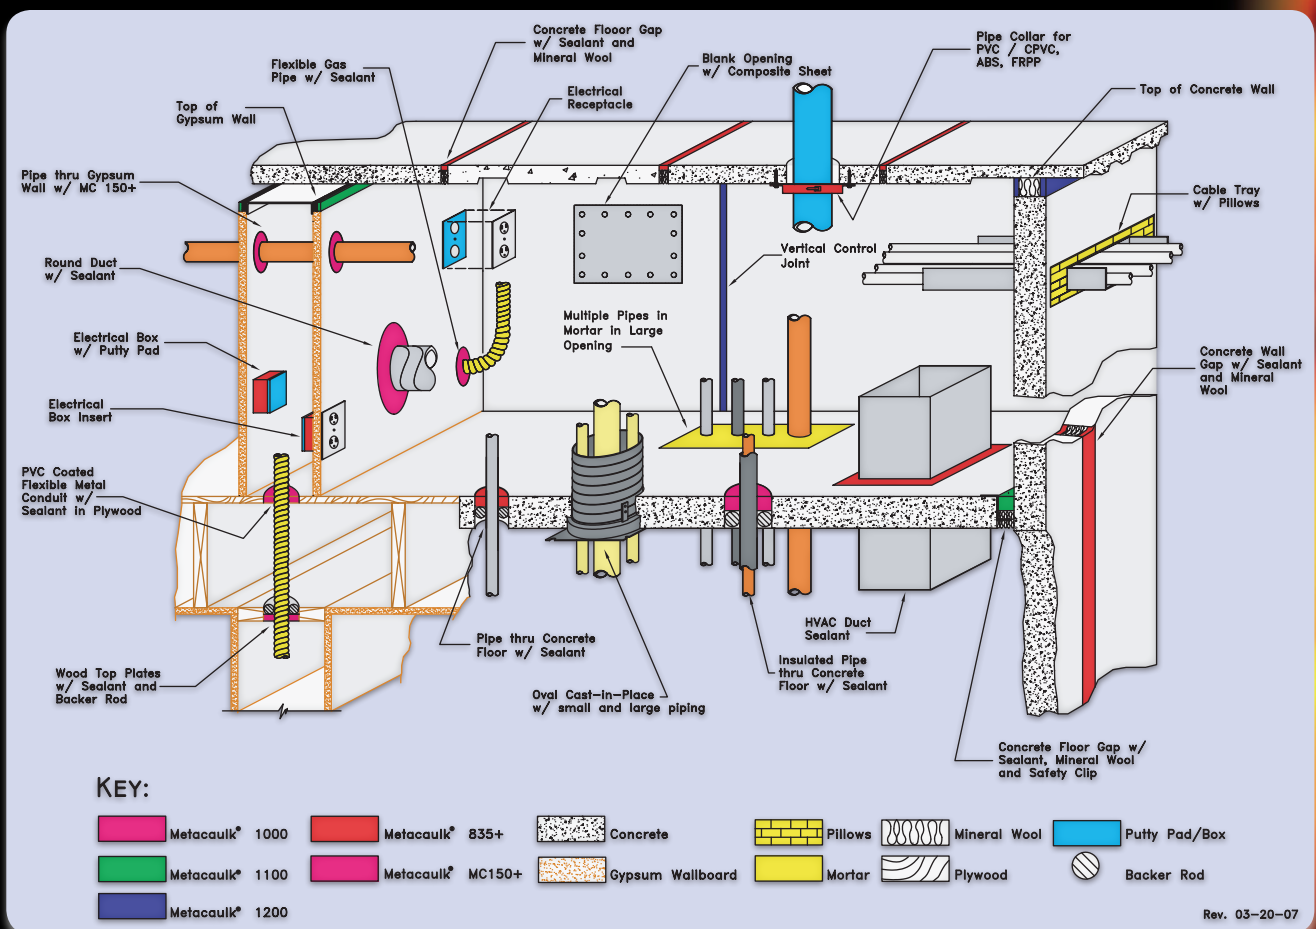 Concrete Flooor Gap
w/ Sealant and
Mineral Wool
Pipe Collar for
PVC / CPVC,
ABS, FRPP
Flexible Gas
Pipe w/ Sealant
Blank Opening
w/ Composite Sheet
Electrical
Receptacle
Top of Concrete Wall
Top of
Gypsum Wall
Pipe thru Gypsum
Wall w/ MC 150+
Cable Tray
w/ Pillows
Round Duct
w/ Sealant
Vertical Control
Joint
Multiple Pipes in
Mortar in Large
Opening
Electrical Box
w/ Putty Pad
Concrete Wall
Gap w/ Sealant
and Mineral
Wool
Electrical
Box Insert
PVC Coated
Flexible Metal
Conduit w/
Sealant in Plywood
HVAC Duct
Sealant
Pipe thru Concrete
Floor w/ Sealant
Insulated Pipe
thru Concrete
Floor w/ Sealant
Wood Top Plates
w/ Sealant and
Backer Rod
Oval Cast-in-Place
w/ small and large piping
Concrete Floor Gap w/
Sealant, Mineral Wool
and Safety Clip
KEY:
Metacaulk® 1000
Metacaulk® 835+
Concrete
Pillows
Mineral Wool
Putty Pad/Box
Metacaulk® 1100
Metacaulk® MC150+
Gypsum Wallboard
Mortar
Plywood
Backer Rod
Metacaulk® 1200
Rev. 03-20-07